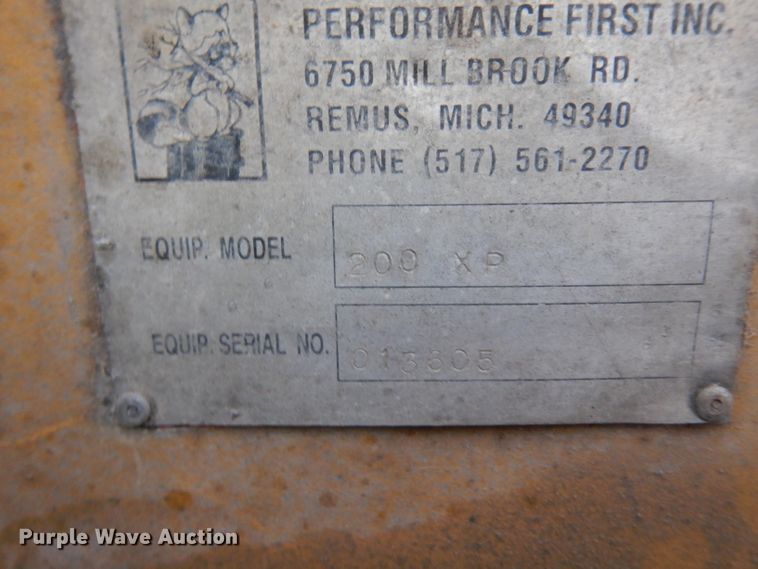 PERFORMANCE FIRST INC.
6750 MILL BROOK RD.
REMUS, MICH. 49340
PHONE (517) 561-2270
EQUIP. MODEL 200 XP
EQUIP. SERIAL NO. 013805
Purple Wave Auction